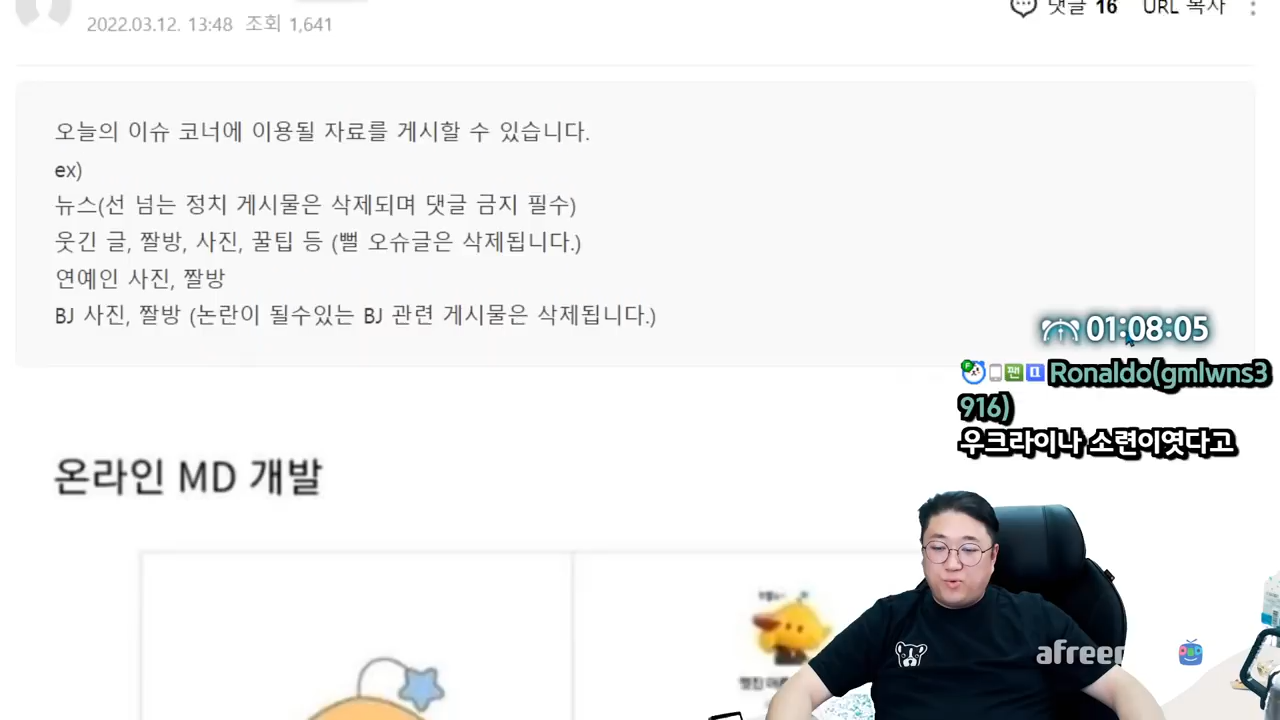 2022.03.12. 13:48 조회 1,641
댓글 16 URL 복사
오늘의 이슈 코너에 이용될 자료를 게시할 수 있습니다.
ex)
뉴스(선 넘는 정치 게시물은 삭제되며 댓글 금지 필수)
웃긴 글, 짤방, 사진, 꿀팁 등 (뻘 오슈글은 삭제됩니다.)
연예인 사진, 짤방
BJ 사진, 짤방 (논란이 될수있는 BJ 관련 게시물은 삭제됩니다.)
01:08:05
F 팬 Ronaldo(gmlwns3
916)
우크라이나 소련이엿다고
온라인 MD 개발
afreen